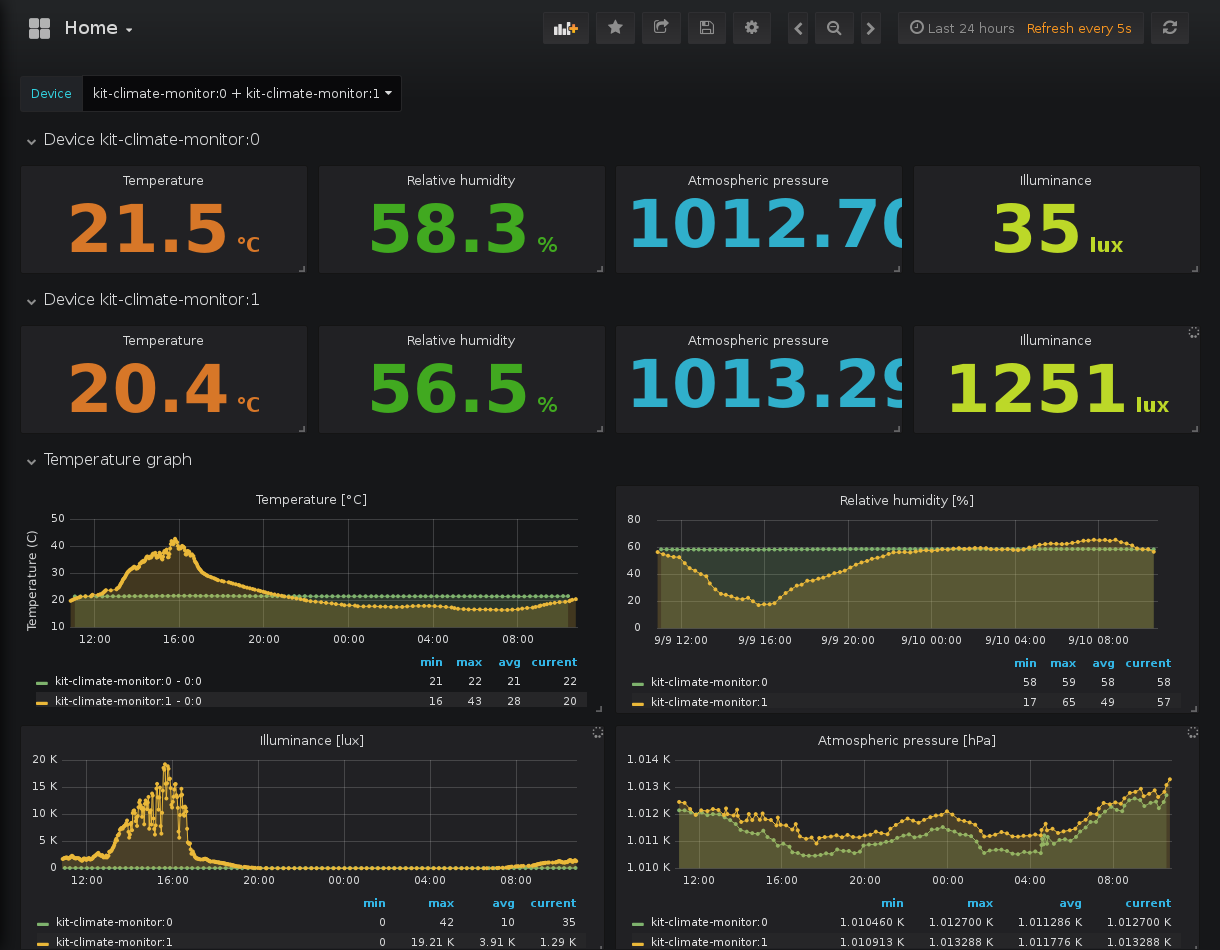 Home
Last 24 hours Refresh every 5s
Device kit-climate-monitor:0 + kit-climate-monitor:1
Device kit-climate-monitor:0
Temperature Relative humidity Atmospheric pressure Illuminance
21.5 °C 58.3 % 1012.70 35 lux
Device kit-climate-monitor:1
Temperature Relative humidity Atmospheric pressure Illuminance
20.4 °C 56.5 % 1013.29 1251 lux
Temperature graph
Temperature [°C]
Temperature (C)
50
40
30
20
10
12:00 16:00 20:00 00:00 04:00 08:00
min max avg current
kit-climate-monitor:0 - 0:0 21 22 21 22
kit-climate-monitor:1 - 0:0 16 43 28 20
Relative humidity [%]
80
60
40
20
0
9/9 12:00 9/9 16:00 9/9 20:00 9/10 00:00 9/10 04:00 9/10 08:00
min max avg current
kit-climate-monitor:0 58 59 58 58
kit-climate-monitor:1 17 65 49 57
Illuminance [lux]
20 K
15 K
10 K
5 K
0
12:00 16:00 20:00 00:00 04:00 08:00
min max avg current
kit-climate-monitor:0 0 42 10 35
kit-climate-monitor:1 0 19.21 K 3.91 K 1.29 K
Atmospheric pressure [hPa]
1.014 K
1.013 K
1.012 K
1.011 K
1.010 K
12:00 16:00 20:00 00:00 04:00 08:00
min max avg current
kit-climate-monitor:0 1.010460 K 1.012700 K 1.011286 K 1.012700 K
kit-climate-monitor:1 1.010913 K 1.013288 K 1.011776 K 1.013288 K